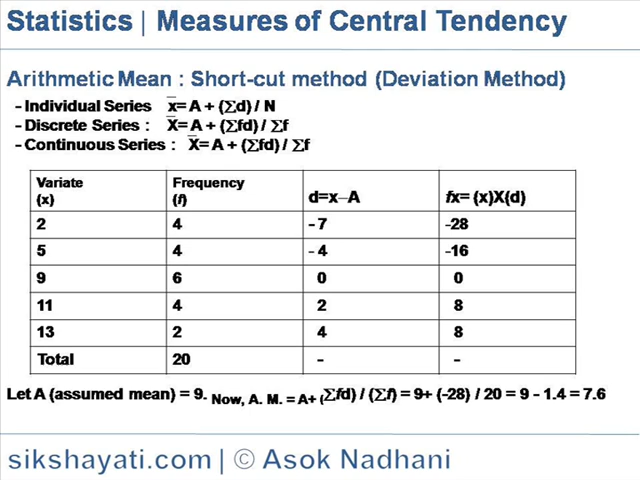 Statistics | Measures of Central Tendency
Arithmetic Mean : Short-cut method (Deviation Method)
- Individual Series x̅= A + (∑d) / N
- Discrete Series : X̅= A + (∑fd) / ∑f
- Continuous Series : X̅= A + (∑fd) / ∑f
Variate (x) Frequency (f) d=x–A fx= (x)X(d)
2 4 - 7 -28
5 4 - 4 -16
9 6 0 0
11 4 2 8
13 2 4 8
Total 20 - -
Let A (assumed mean) = 9. Now, A. M. = A+ (∑fd) / (∑f) = 9+ (-28) / 20 = 9 - 1.4 = 7.6
sikshayati.com | © Asok Nadhani